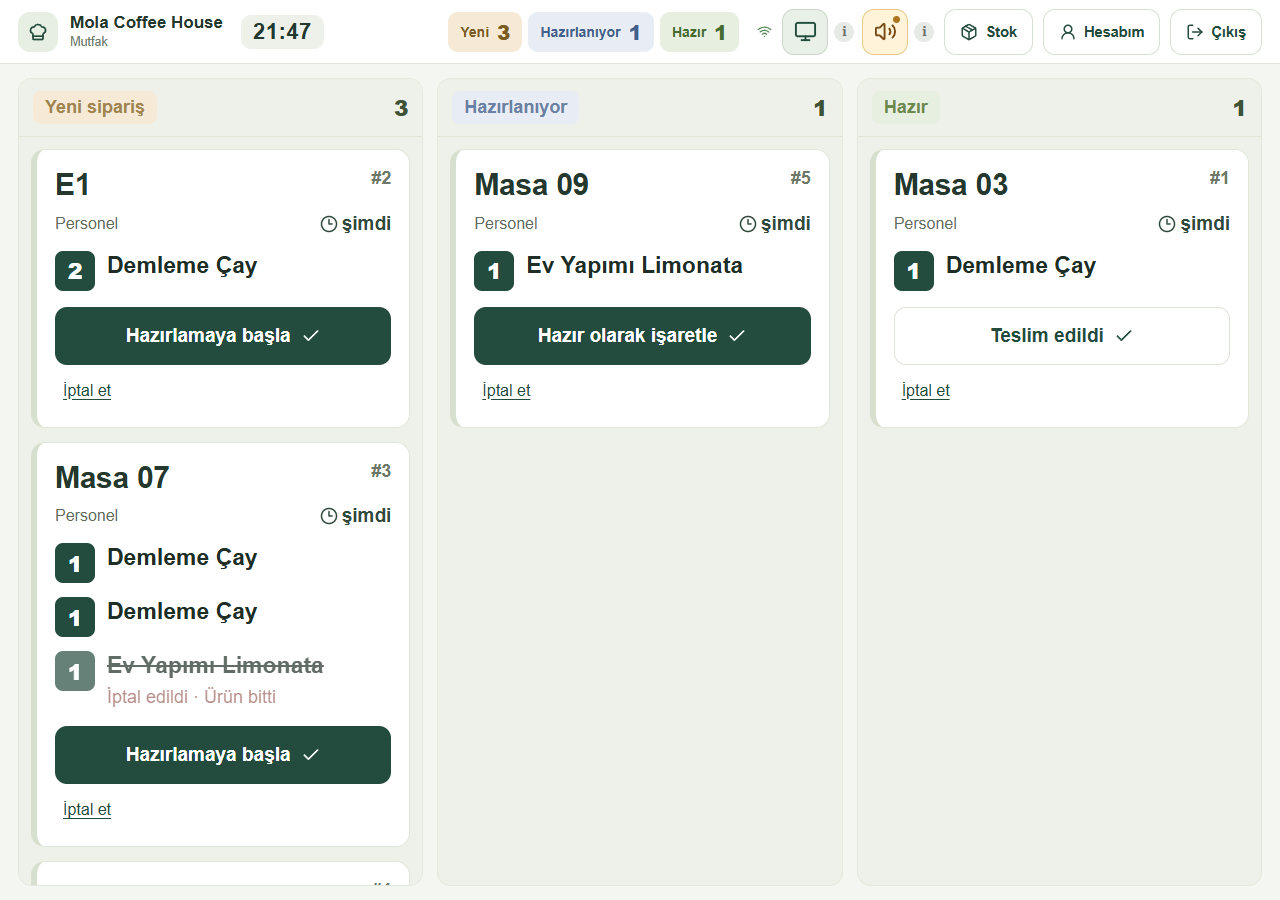 Mola Coffee House
Mutfak
21:47
Yeni 3
Hazırlanıyor 1
Hazır 1
i
i
Stok
Hesabım
Çıkış
Yeni sipariş 3
E1 #2
Personel şimdi
2 Demleme Çay
Hazırlamaya başla
İptal et
Masa 07 #3
Personel şimdi
1 Demleme Çay
1 Demleme Çay
1 Ev Yapımı Limonata
İptal edildi · Ürün bitti
Hazırlamaya başla
İptal et
Hazırlanıyor 1
Masa 09 #5
Personel şimdi
1 Ev Yapımı Limonata
Hazır olarak işaretle
İptal et
Hazır 1
Masa 03 #1
Personel şimdi
1 Demleme Çay
Teslim edildi
İptal et